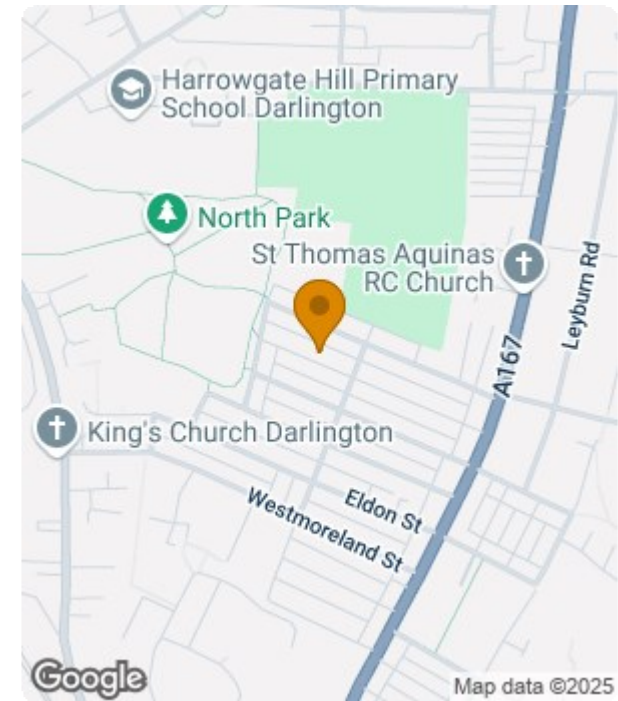 Harrowgate Hill Primary
School Darlington
North Park
St Thomas Aquinas
RC Church
Leyburn Rd
A167
King's Church Darlington
Eldon St
Westmoreland St
Google
Map data ©2025